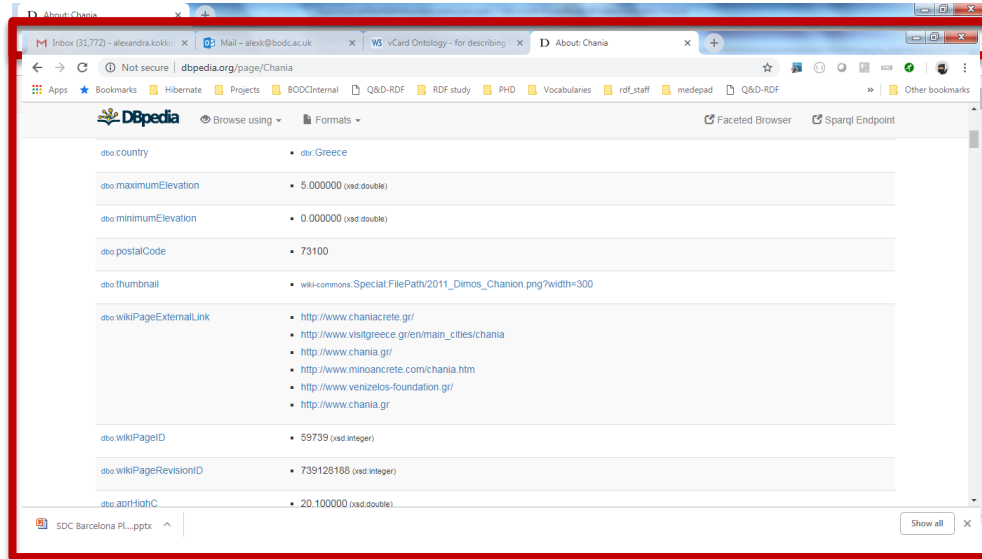 D About: Chania × +
M Inbox (31,772) - alexandra.kokkin × Mail – alexk@bodc.ac.uk × W3 vCard Ontology - for describing × D About: Chania × +
Not secure | dbpedia.org/page/Chania
Apps Bookmarks Hibernate Projects BODCInternal Q&D-RDF RDF study PHD Vocabularies rdf_staff medepad Q&D-RDF » Other bookmarks
DBpedia Browse using Formats Faceted Browser Sparql Endpoint
dbo:country dbr:Greece
dbo:maximumElevation 5.000000 (xsd:double)
dbo:minimumElevation 0.000000 (xsd:double)
dbo:postalCode 73100
dbo:thumbnail wiki-commons:Special:FilePath/2011_Dimos_Chanion.png?width=300
dbo:wikiPageExternalLink http://www.chaniacrete.gr/
http://www.visitgreece.gr/en/main_cities/chania
http://www.chania.gr/
http://www.minoancrete.com/chania.htm
http://www.venizelos-foundation.gr/
http://www.chania.gr
dbo:wikiPageID 59739 (xsd:integer)
dbo:wikiPageRevisionID 739128188 (xsd:integer)
dbp:aprHighC 20.100000 (xsd:double)
SDC Barcelona Pl....pptx Show all ×